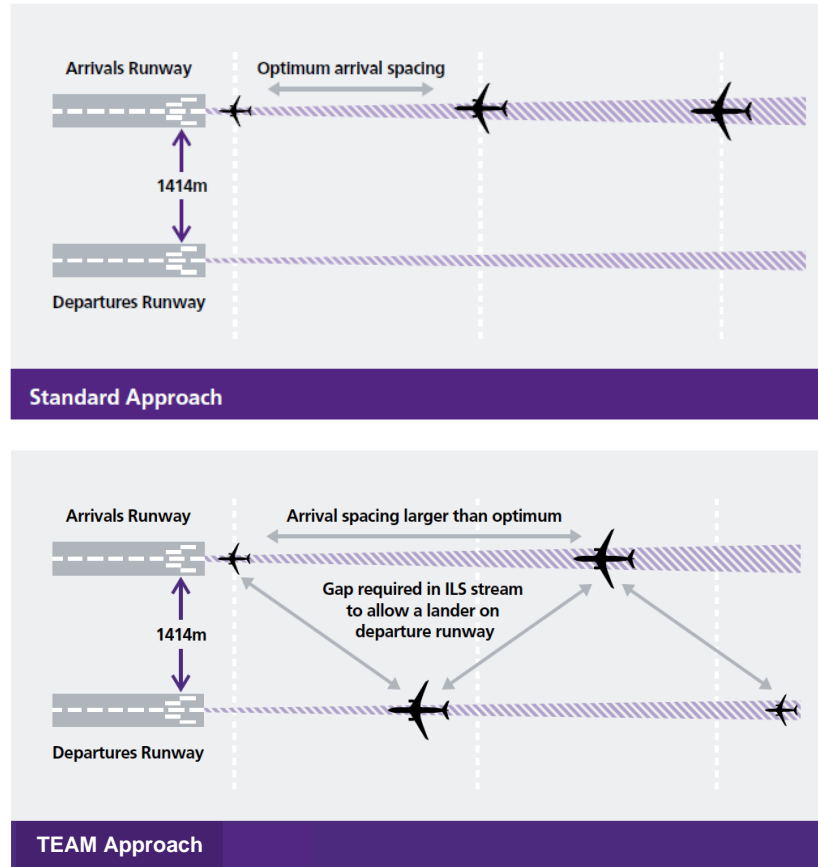 Arrivals Runway
Optimum arrival spacing
1414m
Departures Runway
Standard Approach
Arrivals Runway
Arrival spacing larger than optimum
Gap required in ILS stream
to allow a lander on
departure runway
1414m
Departures Runway
TEAM Approach